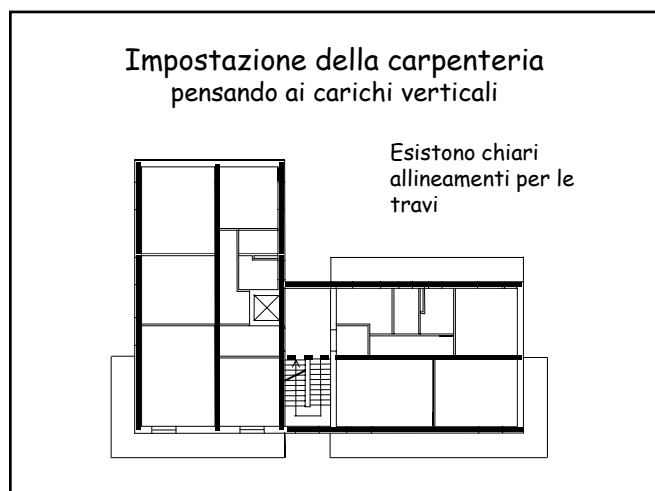 Impostazione della carpenteria
pensando ai carichi verticali
Esistono chiari
allineamenti per le
travi